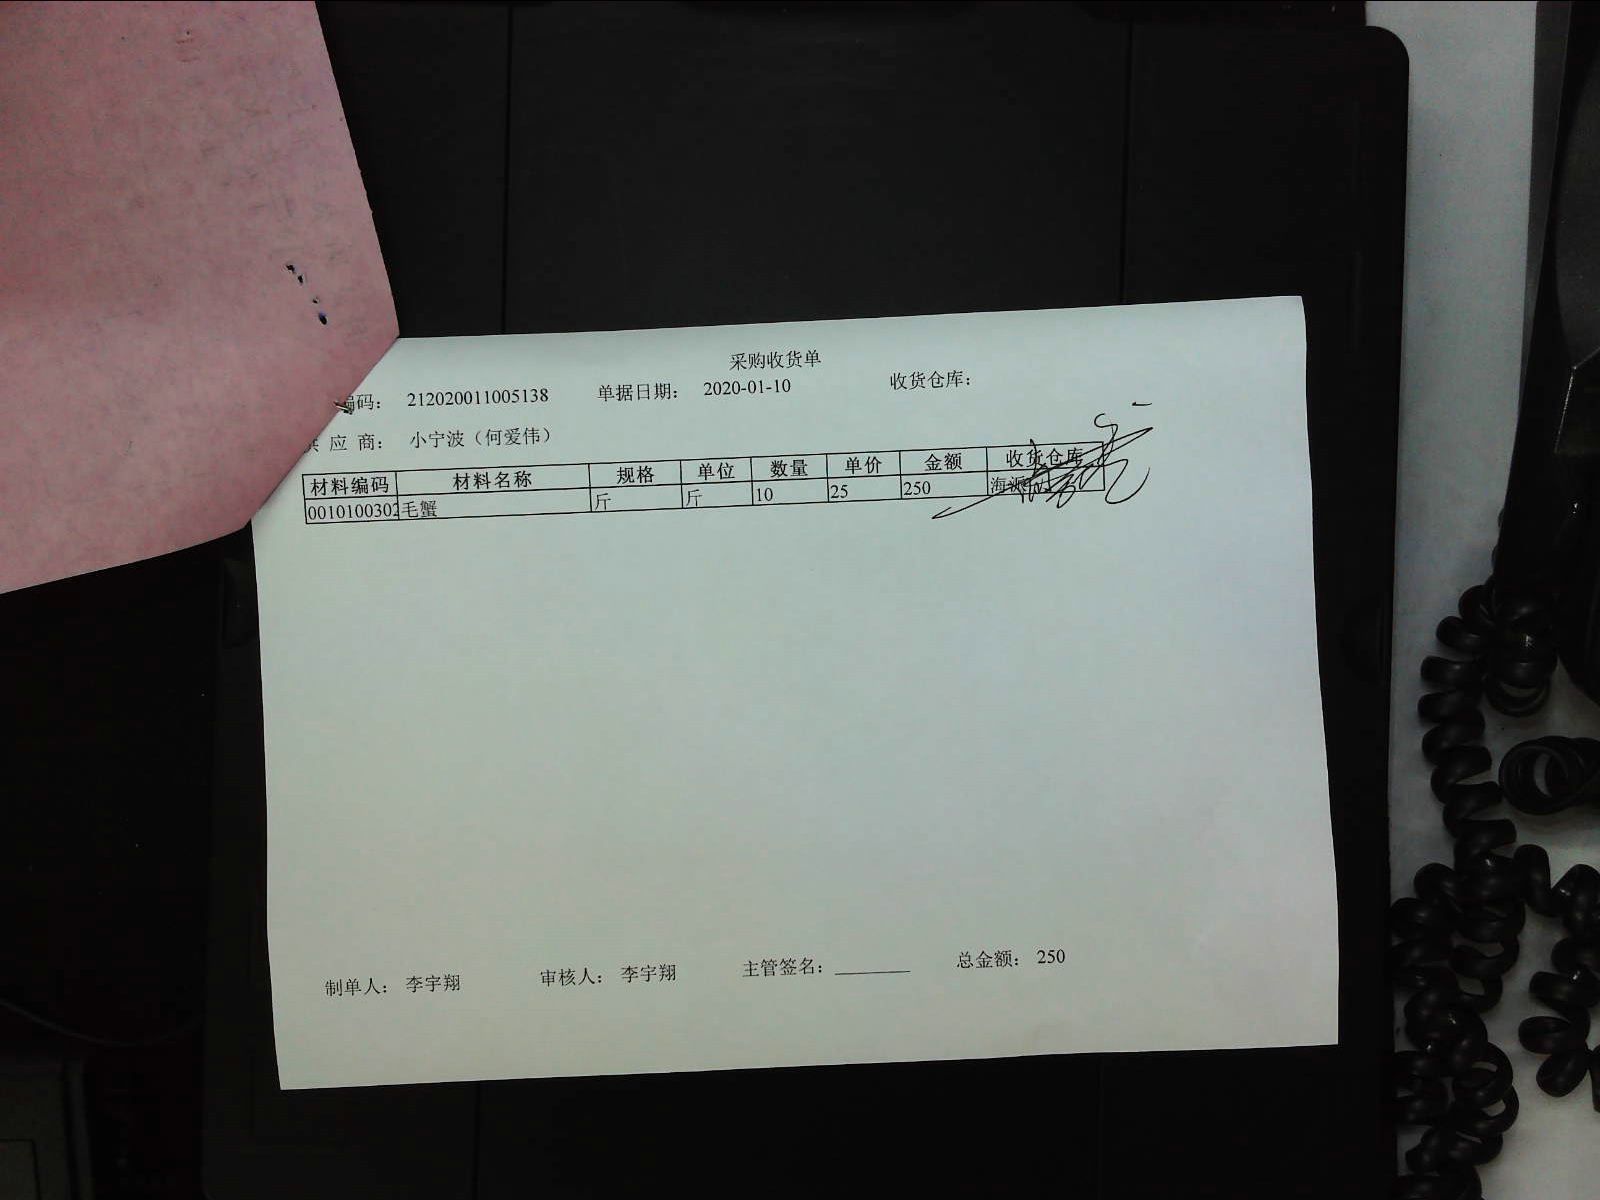 采购收货单
编码： 212020011005138 单据日期： 2020-01-10 收货仓库：
供 应 商： 小宁波（何爱伟）
材料编码 材料名称 规格 单位 数量 单价 金额 收货仓库
0010100302 毛蟹 斤 斤 10 25 250 海派
制单人： 李宇翔 审核人： 李宇翔 主管签名：________ 总金额： 250